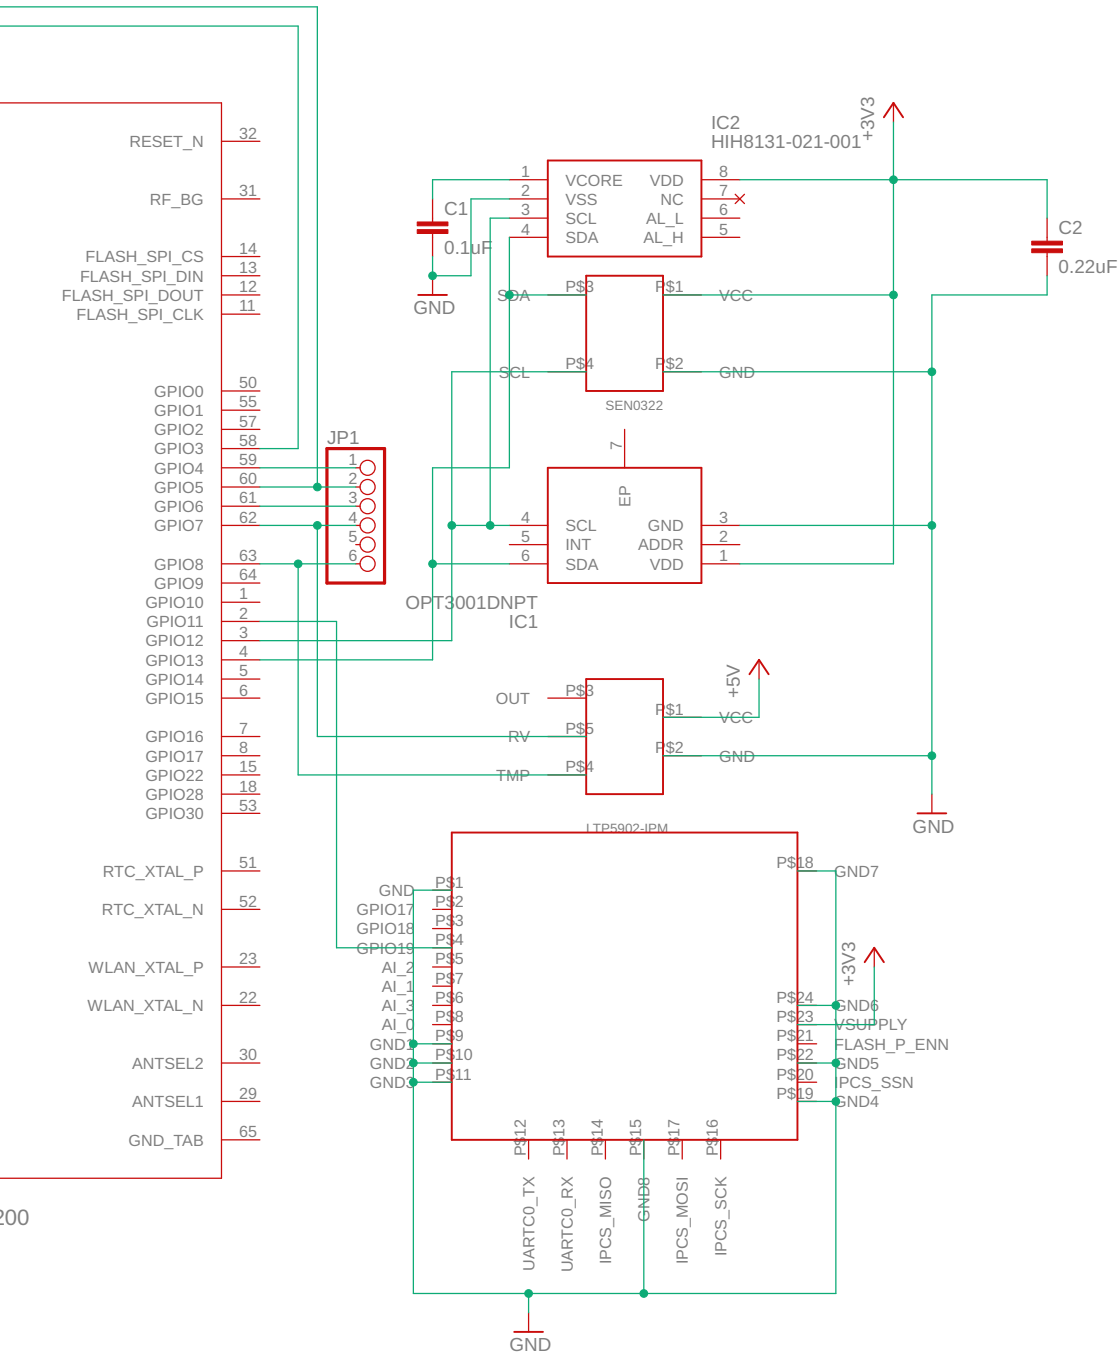 RESET_N 32
RF_BG 31
FLASH_SPI_CS 14
FLASH_SPI_DIN 13
FLASH_SPI_DOUT 12
FLASH_SPI_CLK 11
GPIO0 50
GPIO1 55
GPIO2 57
GPIO3 58
GPIO4 59
GPIO5 60
GPIO6 61
GPIO7 62
GPIO8 63
GPIO9 64
GPIO10 1
GPIO11 2
GPIO12 3
GPIO13 4
GPIO14 5
GPIO15 6
GPIO16 7
GPIO17 8
GPIO22 15
GPIO28 18
GPIO30 53
RTC_XTAL_P 51
RTC_XTAL_N 52
WLAN_XTAL_P 23
WLAN_XTAL_N 22
ANTSEL2 30
ANTSEL1 29
GND_TAB 65
200
JP1
1
2
3
4
5
6
IC2
HIH8131-021-001
+3V3
1 VCORE VDD 8
2 VSS NC 7
3 SCL AL_L 6
4 SDA AL_H 5
C1
0.1uF
GND
C2
0.22uF
SDA P$3 P$1 VCC
SCL P$4 P$2 GND
SEN0322
7
EP
4 SCL GND 3
5 INT ADDR 2
6 SDA VDD 1
OPT3001DNPT
IC1
+5V
OUT P$3
P$1 VCC
RV P$5
P$2 GND
TMP P$4
GND
LTP5902-IPM
GND P$1
GPIO17 P$2
GPIO18 P$3
GPIO19 P$4
AI_2 P$5
AI_1 P$7
AI_3 P$6
AI_0 P$8
GND1 P$9
GND2 P$10
GND3 P$11
P$18 GND7
+3V3
P$24 GND6
P$23 VSUPPLY
P$21 FLASH_P_ENN
P$22 GND5
P$20 IPCS_SSN
P$19 GND4
P$12 UARTC0_TX
P$13 UARTC0_RX
P$14 IPCS_MISO
P$15 GND8
P$17 IPCS_MOSI
P$16 IPCS_SCK
GND